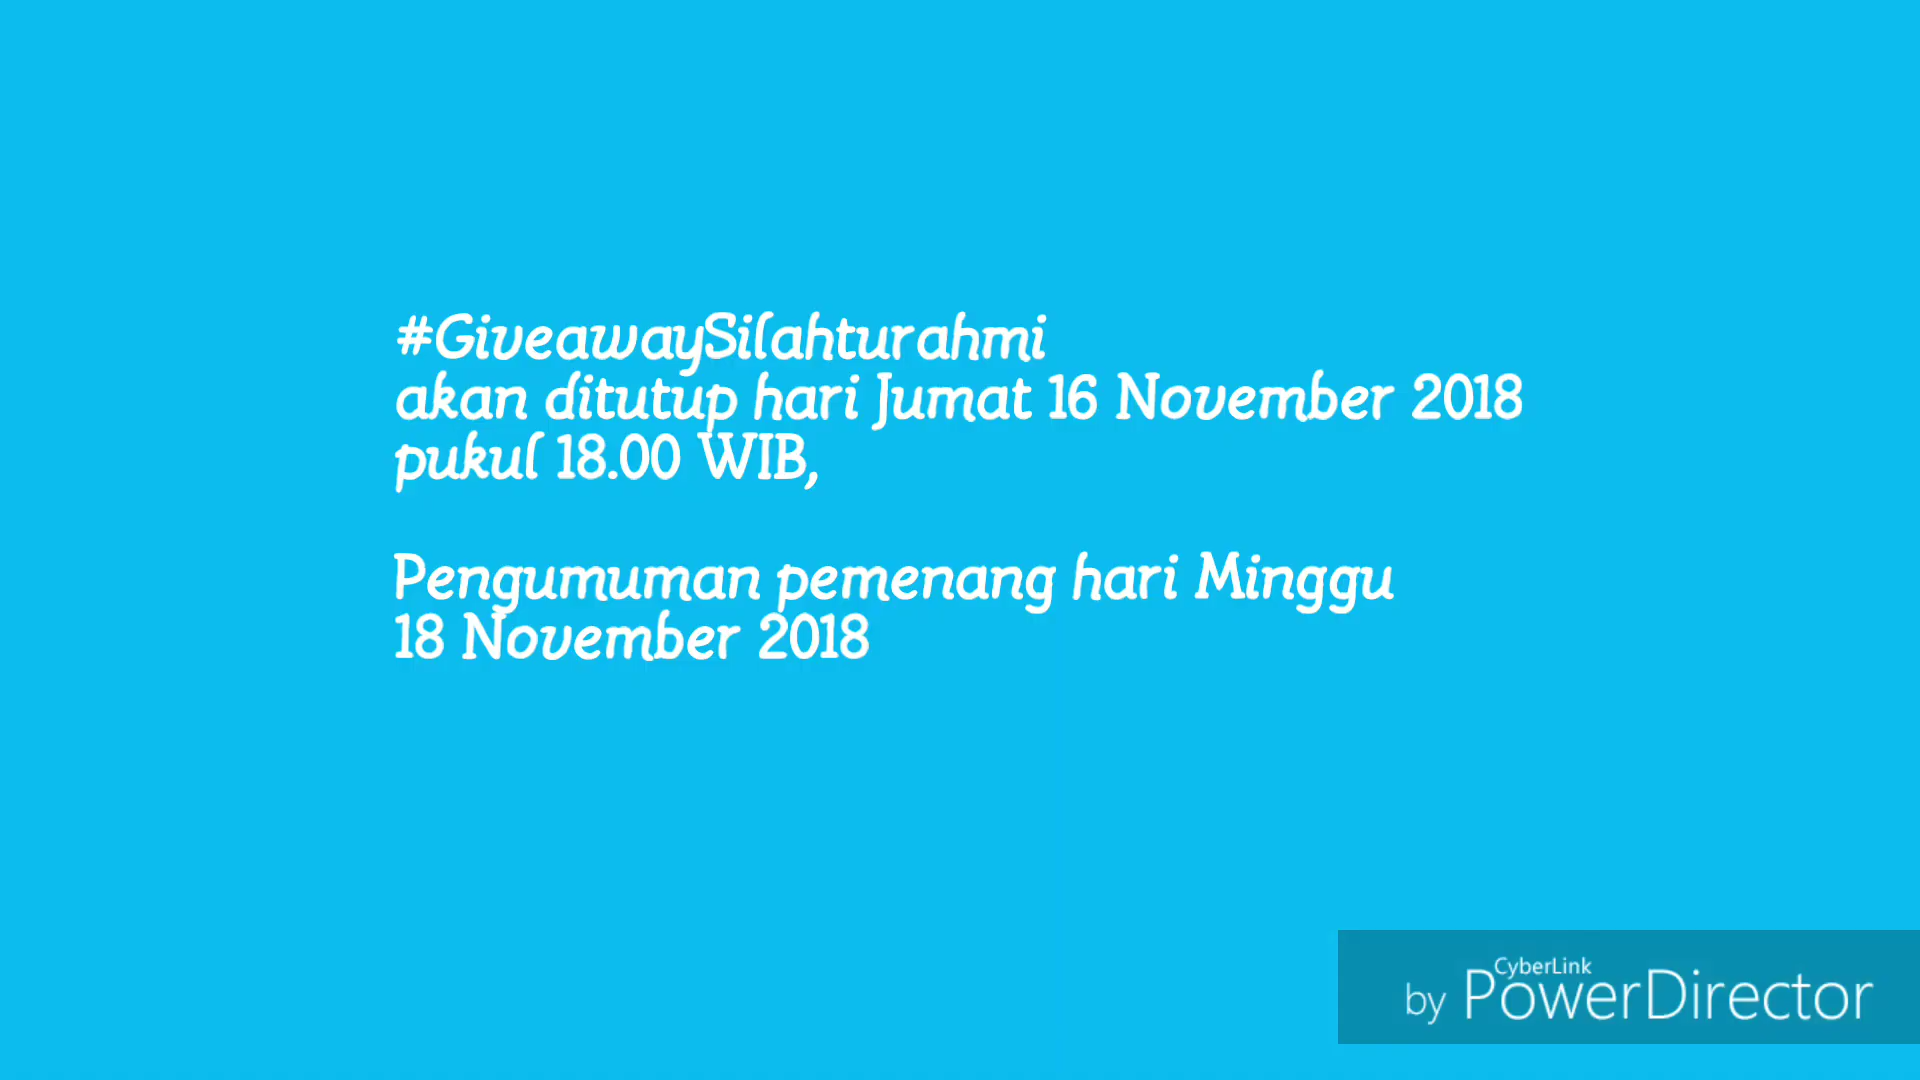 #GiveawaySilahturahmi
akan ditutup hari Jumat 16 November 2018
pukul 18.00 WIB,
Pengumuman pemenang hari Minggu
18 November 2018
CyberLink
by PowerDirector